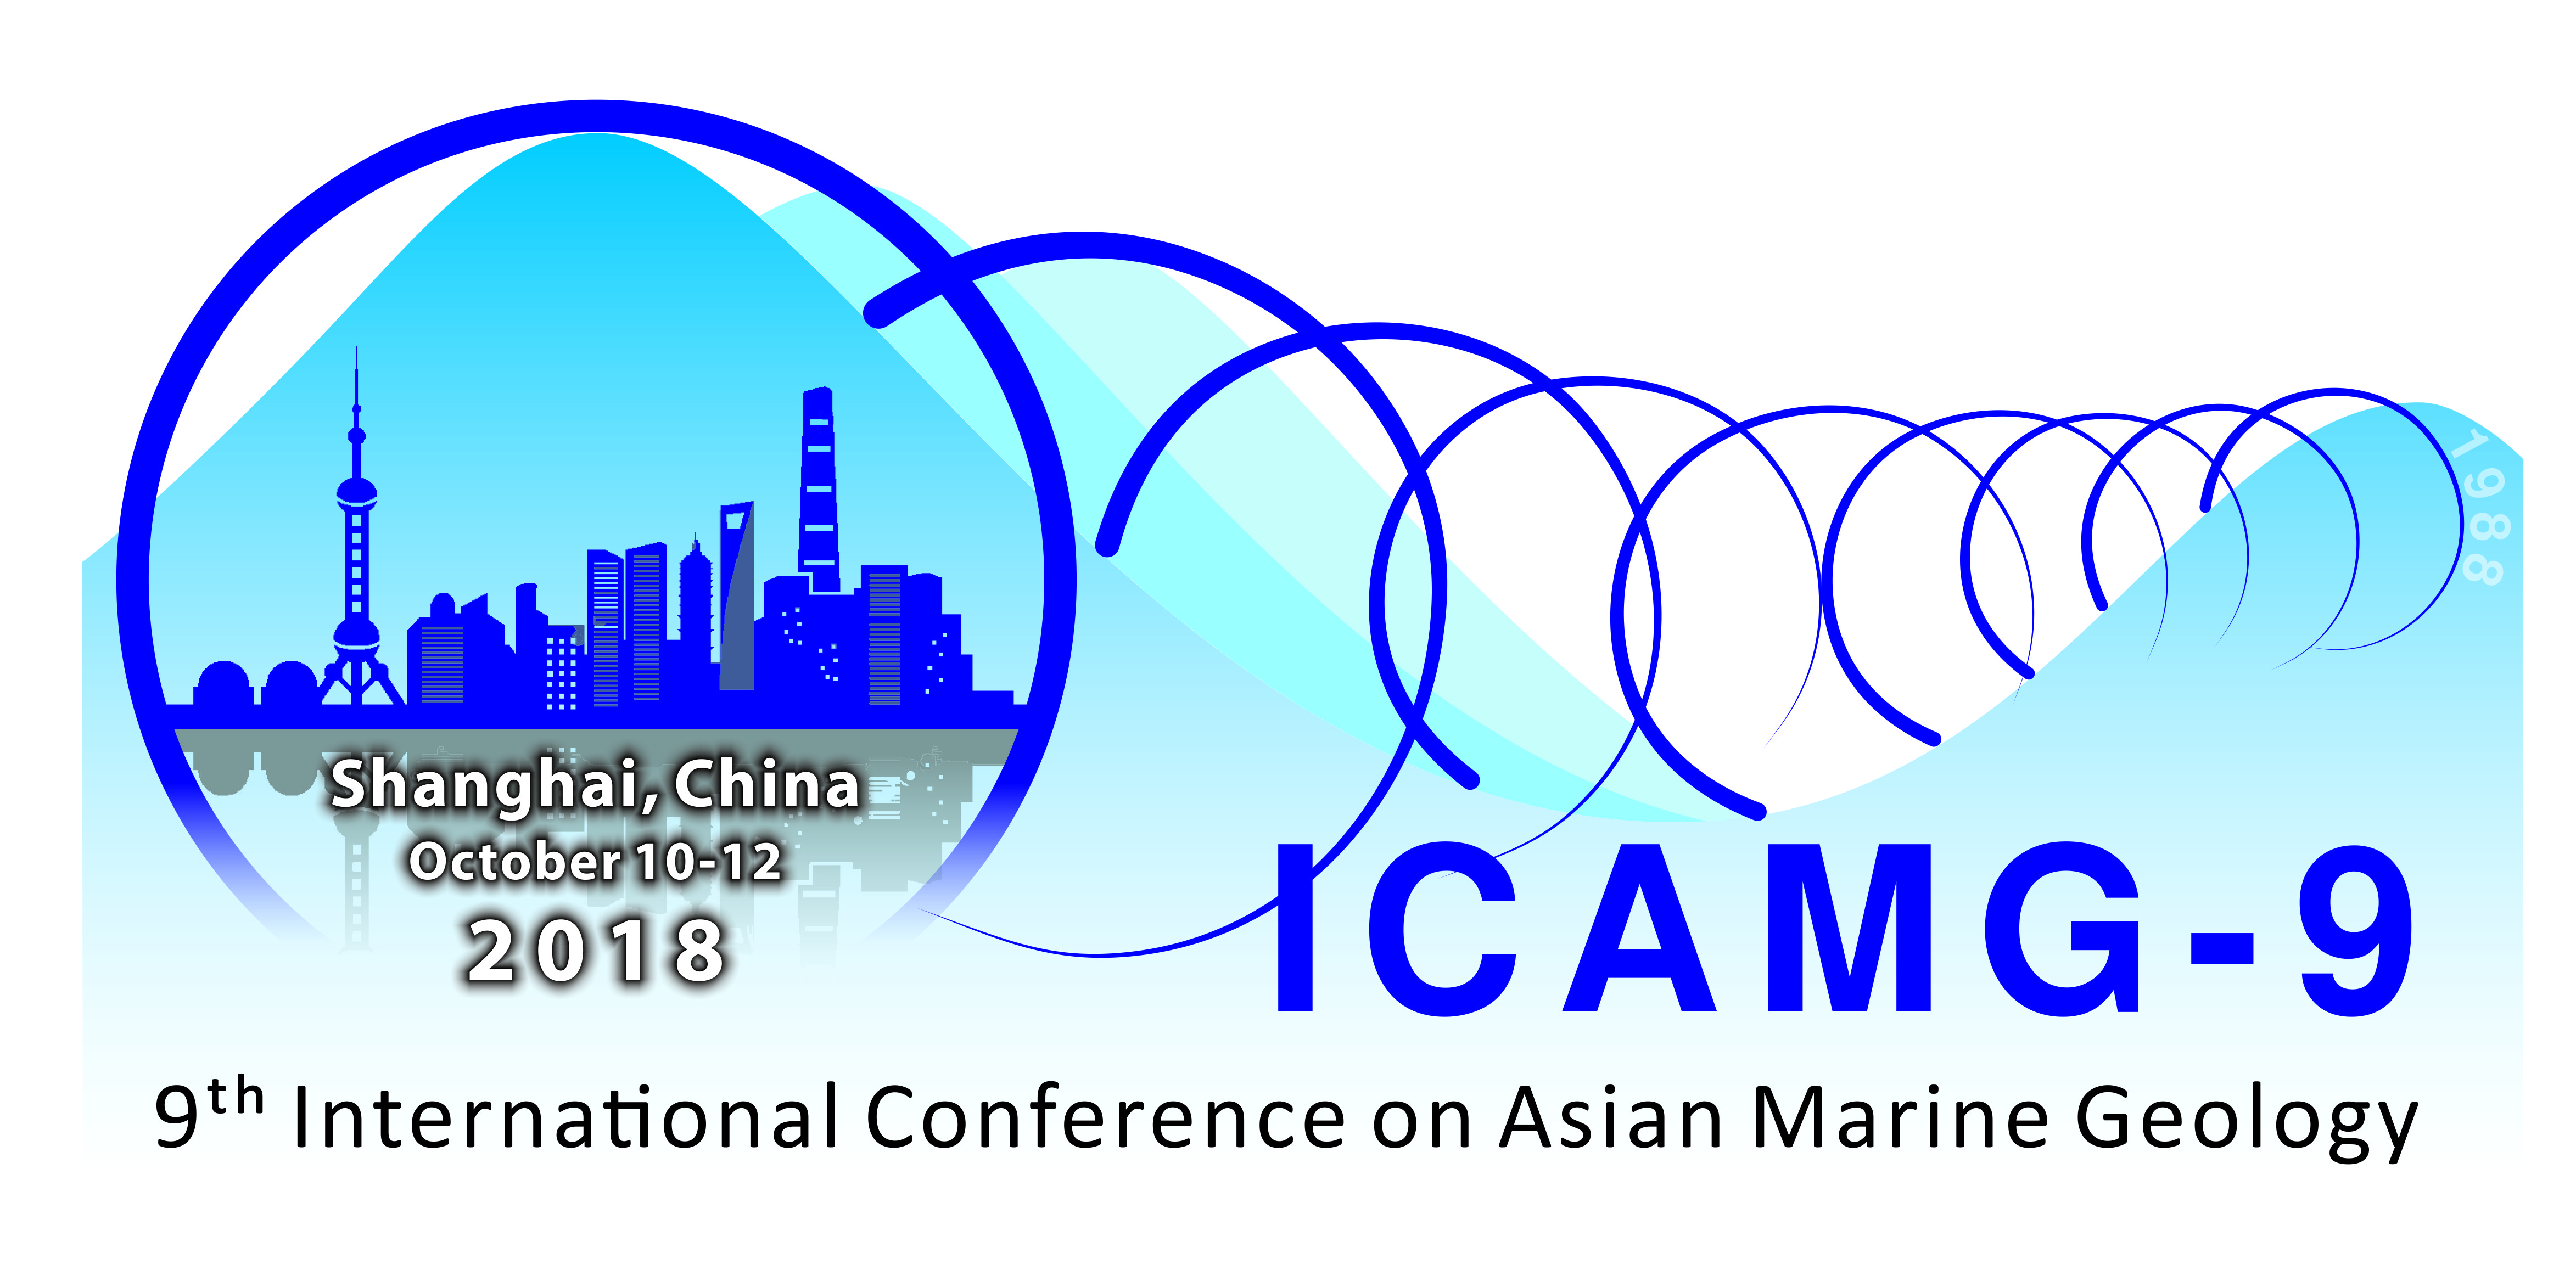 1988
Shanghai, China
October 10-12
2018
ICAMG-9
9th International Conference on Asian Marine Geology